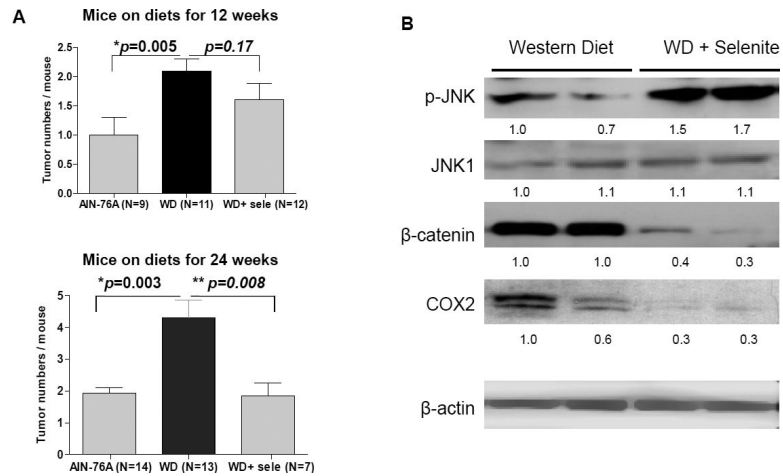 A
Mice on diets for 12 weeks
*p=0.005 p=0.17
Tumor numbers / mouse
2.5
2.0
1.5
1.0
0.5
0.0
AIN-76A (N=9) WD (N=11) WD+ sele (N=12)
Mice on diets for 24 weeks
*p=0.003 ** p=0.008
Tumor numbers / mouse
5
4
3
2
1
0
AIN-76A (N=14) WD (N=13) WD+ sele (N=7)
B
Western Diet WD + Selenite
p-JNK
1.0 0.7 1.5 1.7
JNK1
1.0 1.1 1.1 1.1
β-catenin
1.0 1.0 0.4 0.3
COX2
1.0 0.6 0.3 0.3
β-actin